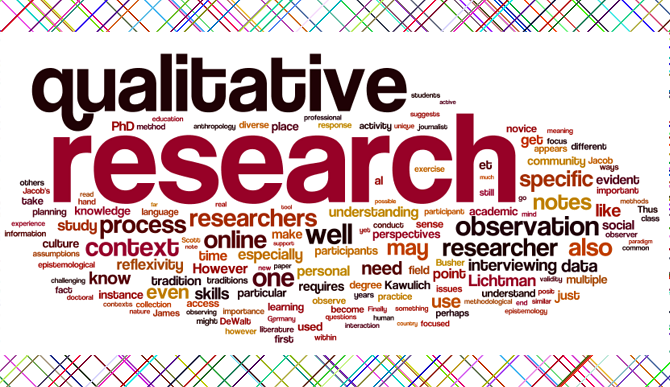 qualitative
students
active
research
professional
suggests
education
PhD method anthropology diverse place response activity unique journalist
novice meaning
get focus
appears different
exercise et community Jacob
ways
much
al specific evident
others
Jacob's read still important
take hand far real tool possible go notes methods
planning knowledge language researchers understanding participant academic mind like Thus
class
experience study process make well yet conduct sense observation social
information online perspectives observer
culture context Scott note support may researcher also paradigm
common
assumptions time especially participants
epistemological reflexivity However new paper personal need field Busher point interviewing data
challenging know tradition traditions one requires degree Kawulich Lichtman validity multiple
fact doctoral instance even skills particular observe years practice issues understand posit just
contexts collection importance use methodological end similar
nature access learning become Finally something perhaps epistemology
James observing Germany questions human country focused
might DeWalt literature used interaction
however first within